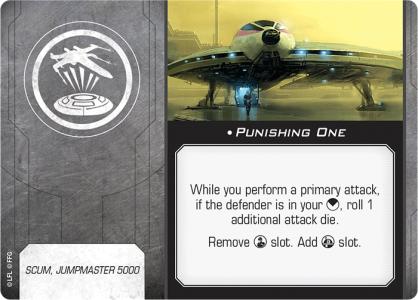 • PUNISHING ONE
While you perform a primary attack,
if the defender is in your , roll 1
additional attack die.
Remove slot. Add slot.
SCUM, JUMPMASTER 5000
© LFL © FFG